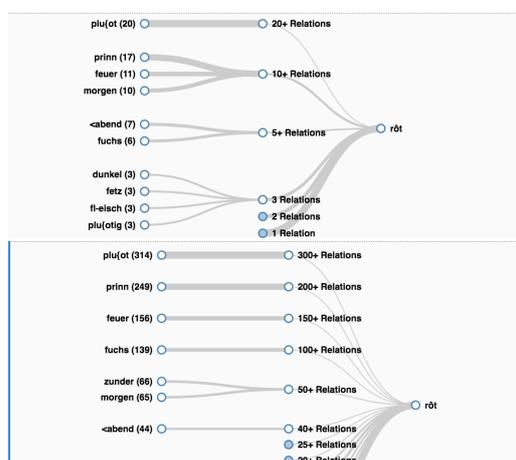 plu(ot (20) 20+ Relations
prinn (17)
feuer (11) 10+ Relations
morgen (10)
<abend (7)
5+ Relations rôt
fuchs (6)
dunkel (3)
fetz (3)
3 Relations
fl-eisch (3)
2 Relations
plu(otig (3)
1 Relation
plu(ot (314) 300+ Relations
prinn (249) 200+ Relations
feuer (156) 150+ Relations
fuchs (139) 100+ Relations
zunder (66)
50+ Relations
morgen (65)
rôt
<abend (44) 40+ Relations
25+ Relations
20+ Relations